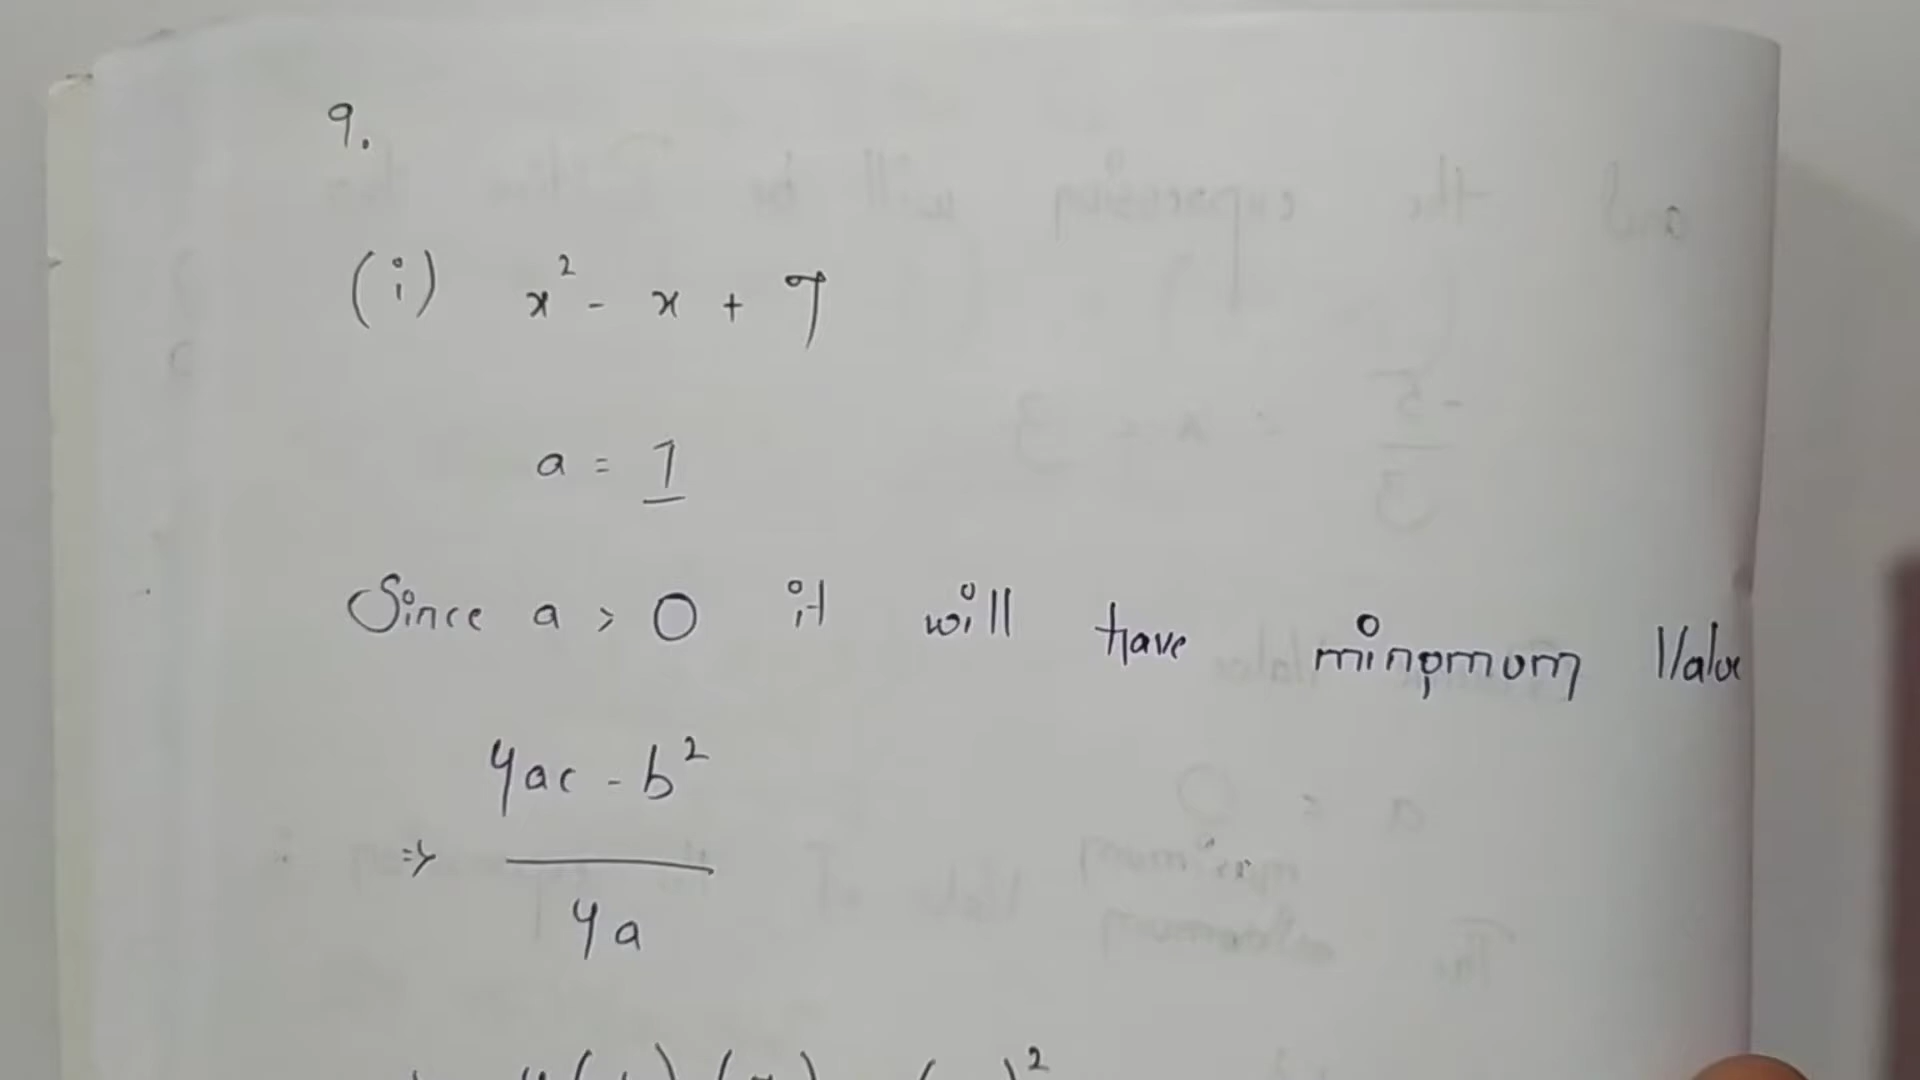 9.
(i) x² - x + 7
a = 1
Since a > 0 it will have minimum Value
⇒ 4ac - b² / 4a